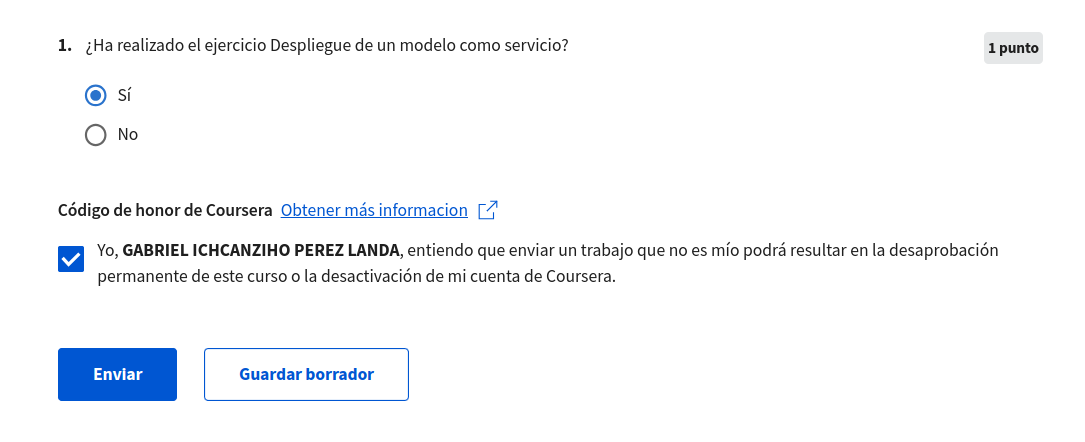 1. ¿Ha realizado el ejercicio Despliegue de un modelo como servicio?
1 punto
Sí
No
Código de honor de Coursera Obtener más informacion
Yo, GABRIEL ICHCANZIHO PEREZ LANDA, entiendo que enviar un trabajo que no es mío podrá resultar en la desaprobación
permanente de este curso o la desactivación de mi cuenta de Coursera.
Enviar
Guardar borrador